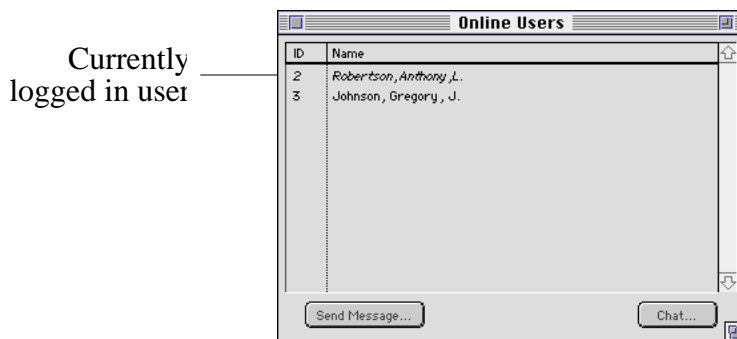 Online Users
Currently
logged in user
ID Name
2 Robertson,Anthony,L.
3 Johnson, Gregory, J.
Send Message... Chat...